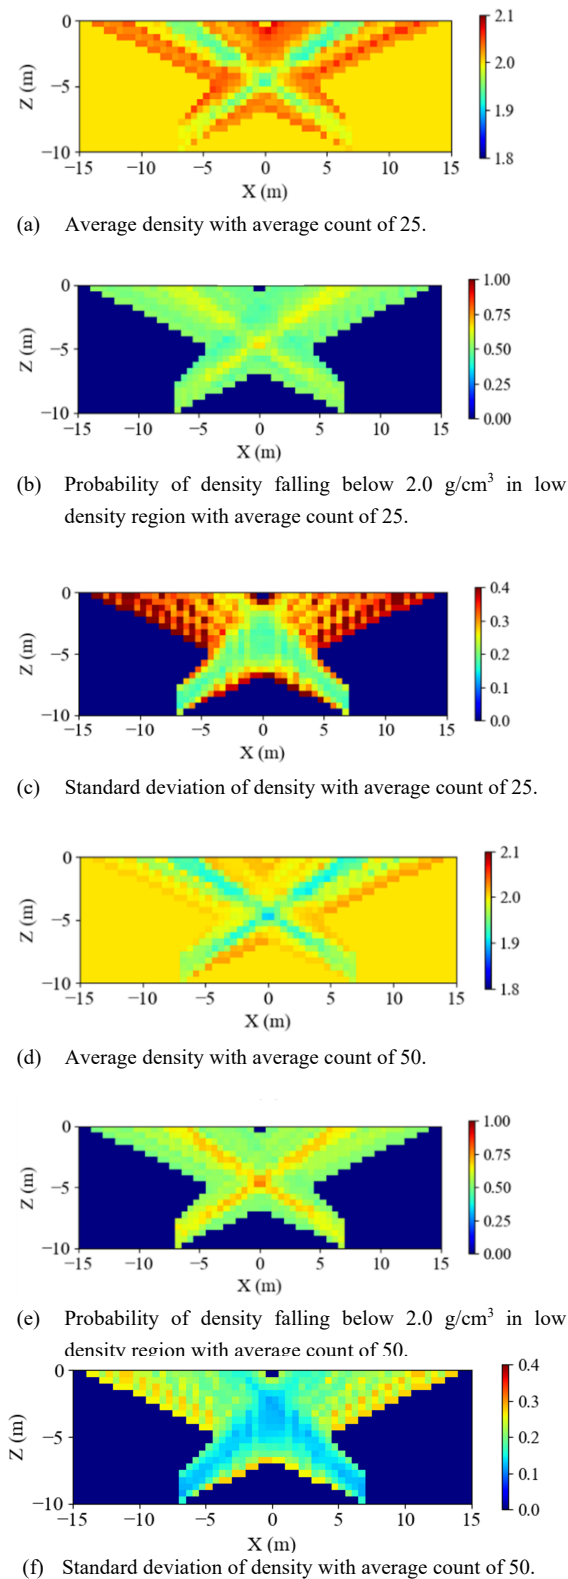 2.1
0
2.0
Z (m)
−5
1.9
−10
1.8
−15 −10 −5 0 5 10 15
X (m)
(a) Average density with average count of 25.
1.00
0
0.75
Z (m)
−5
0.50
0.25
−10
0.00
−15 −10 −5 0 5 10 15
X (m)
(b) Probability of density falling below 2.0 g/cm³ in low
density region with average count of 25.
0.4
0
0.3
Z (m)
−5
0.2
0.1
−10
0.0
−15 −10 −5 0 5 10 15
X (m)
(c) Standard deviation of density with average count of 25.
2.1
0
2.0
Z (m)
−5
1.9
−10
1.8
−15 −10 −5 0 5 10 15
X (m)
(d) Average density with average count of 50.
1.00
0
0.75
Z (m)
−5
0.50
0.25
−10
0.00
−15 −10 −5 0 5 10 15
X (m)
(e) Probability of density falling below 2.0 g/cm³ in low
density region with average count of 50.
0.4
0
0.3
Z (m)
−5
0.2
0.1
−10
0.0
−15 −10 −5 0 5 10 15
X (m)
(f) Standard deviation of density with average count of 50.